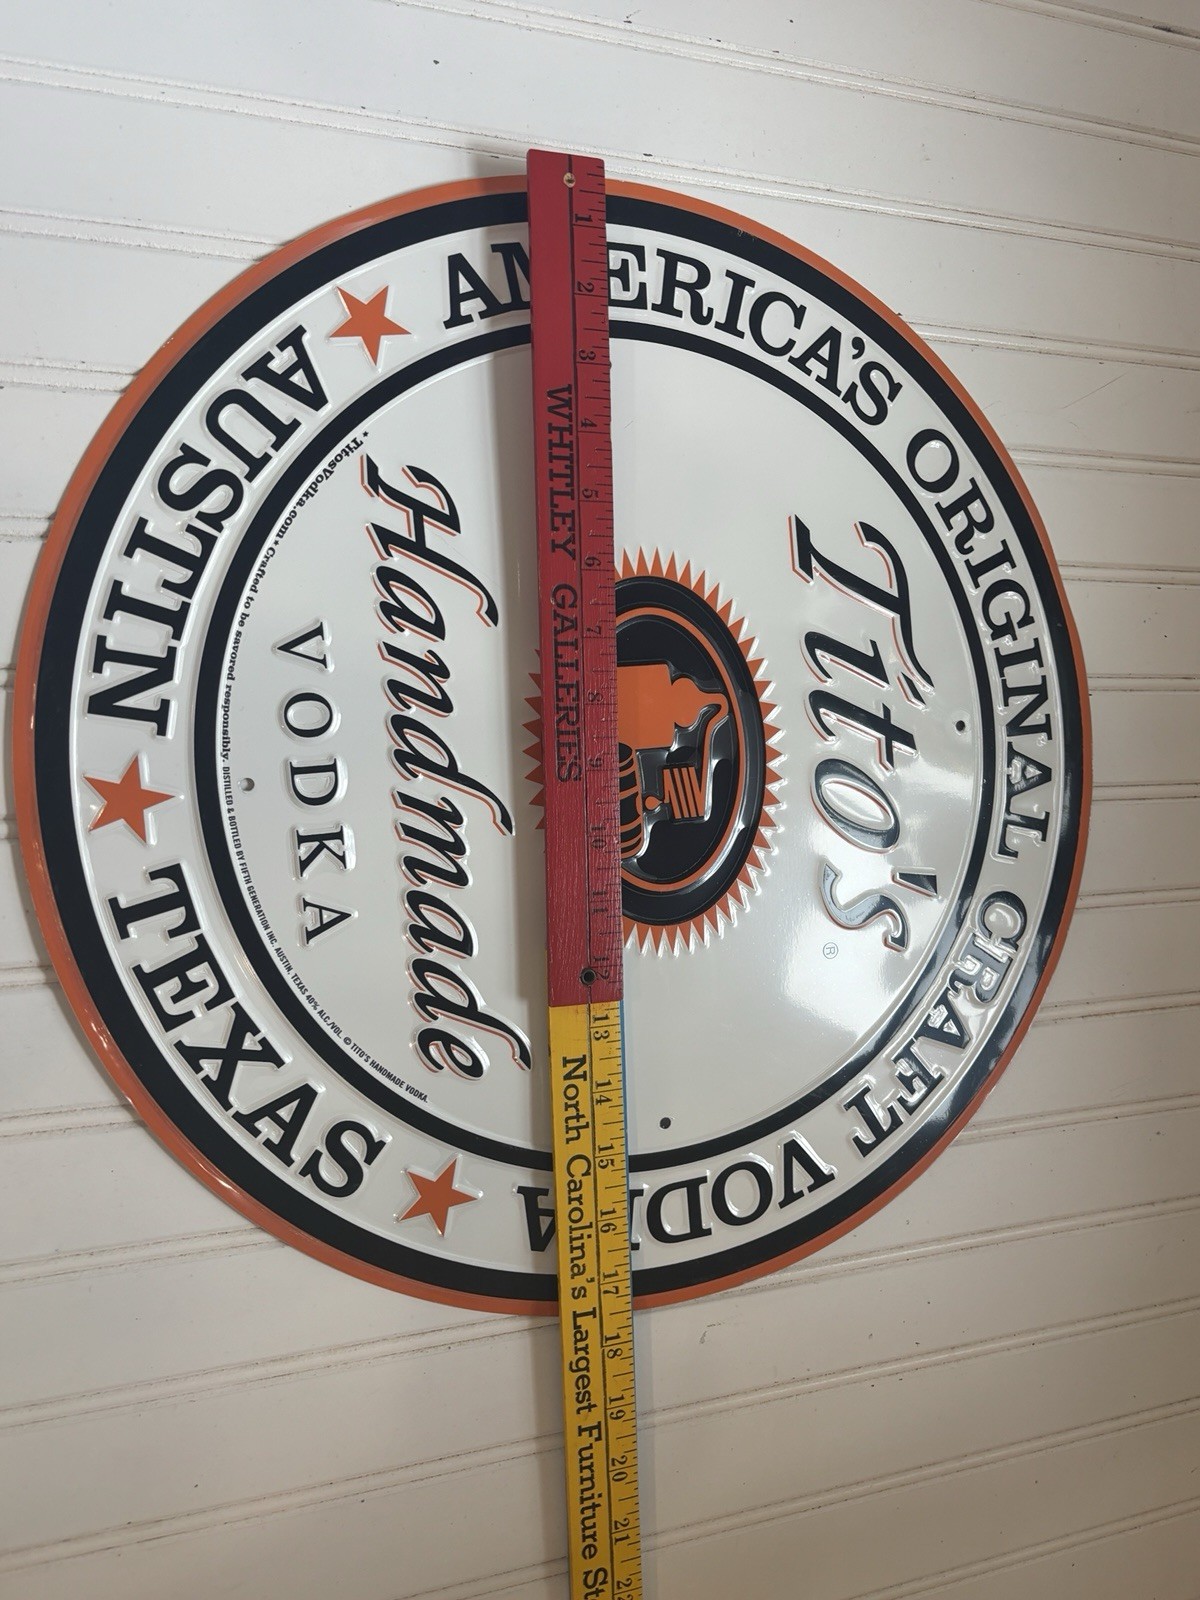 AMERICA'S ORIGINAL CRAFT VODKA
AUSTIN
TEXAS
Tito's ®
Handmade
VODKA
* TitosVodka.com * Crafted to be savored responsibly. DISTILLED & BOTTLED BY FIFTH GENERATION INC. AUSTIN, TEXAS 40% ALC./VOL. © TITO'S HANDMADE VODKA.
WHITLEY GALLERIES
North Carolina's Largest Furniture St
1 2 3 4 5 6 7 8 9 10 11 12 13 14 15 16 17 18 19 20 21